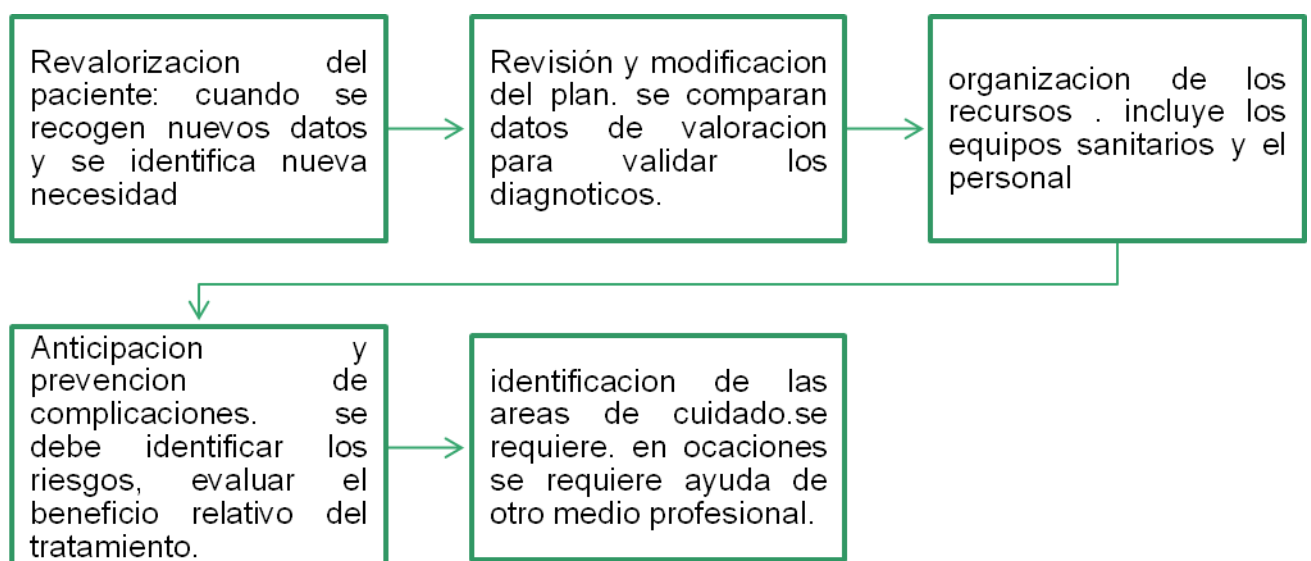 Revalorizacion del
paciente: cuando se
recogen nuevos datos
y se identifica nueva
necesidad
Revisión y modificacion
del plan. se comparan
datos de valoracion
para validar los
diagnoticos.
organizacion de los
recursos . incluye los
equipos sanitarios y el
personal
Anticipacion y
prevencion de
complicaciones. se
debe identificar los
riesgos, evaluar el
beneficio relativo del
tratamiento.
identificacion de las
areas de cuidado.se
requiere. en ocaciones
se requiere ayuda de
otro medio profesional.